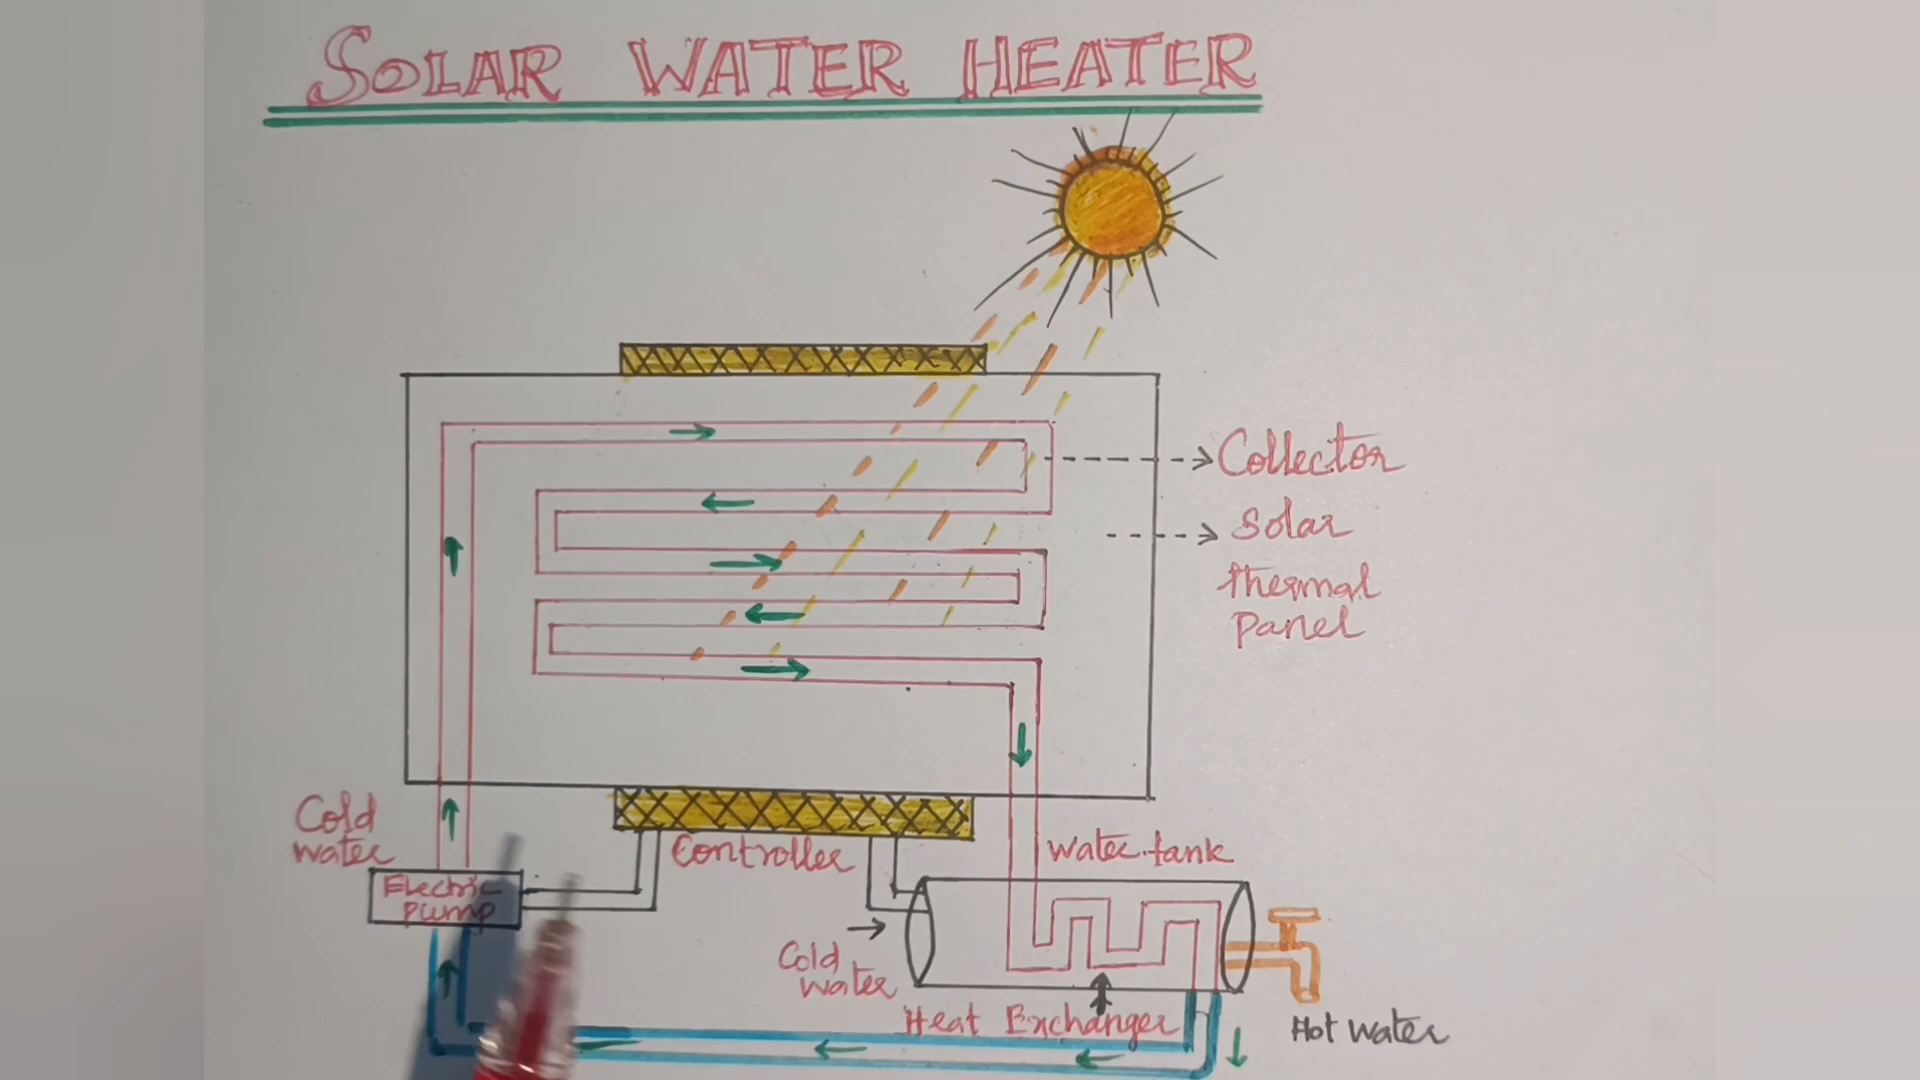 SOLAR WATER HEATER
Collector
Solar
thermal
Panel
Cold
water
Electric
Pump
Controller
Water tank
Cold
water
Heat Exchanger
Hot water